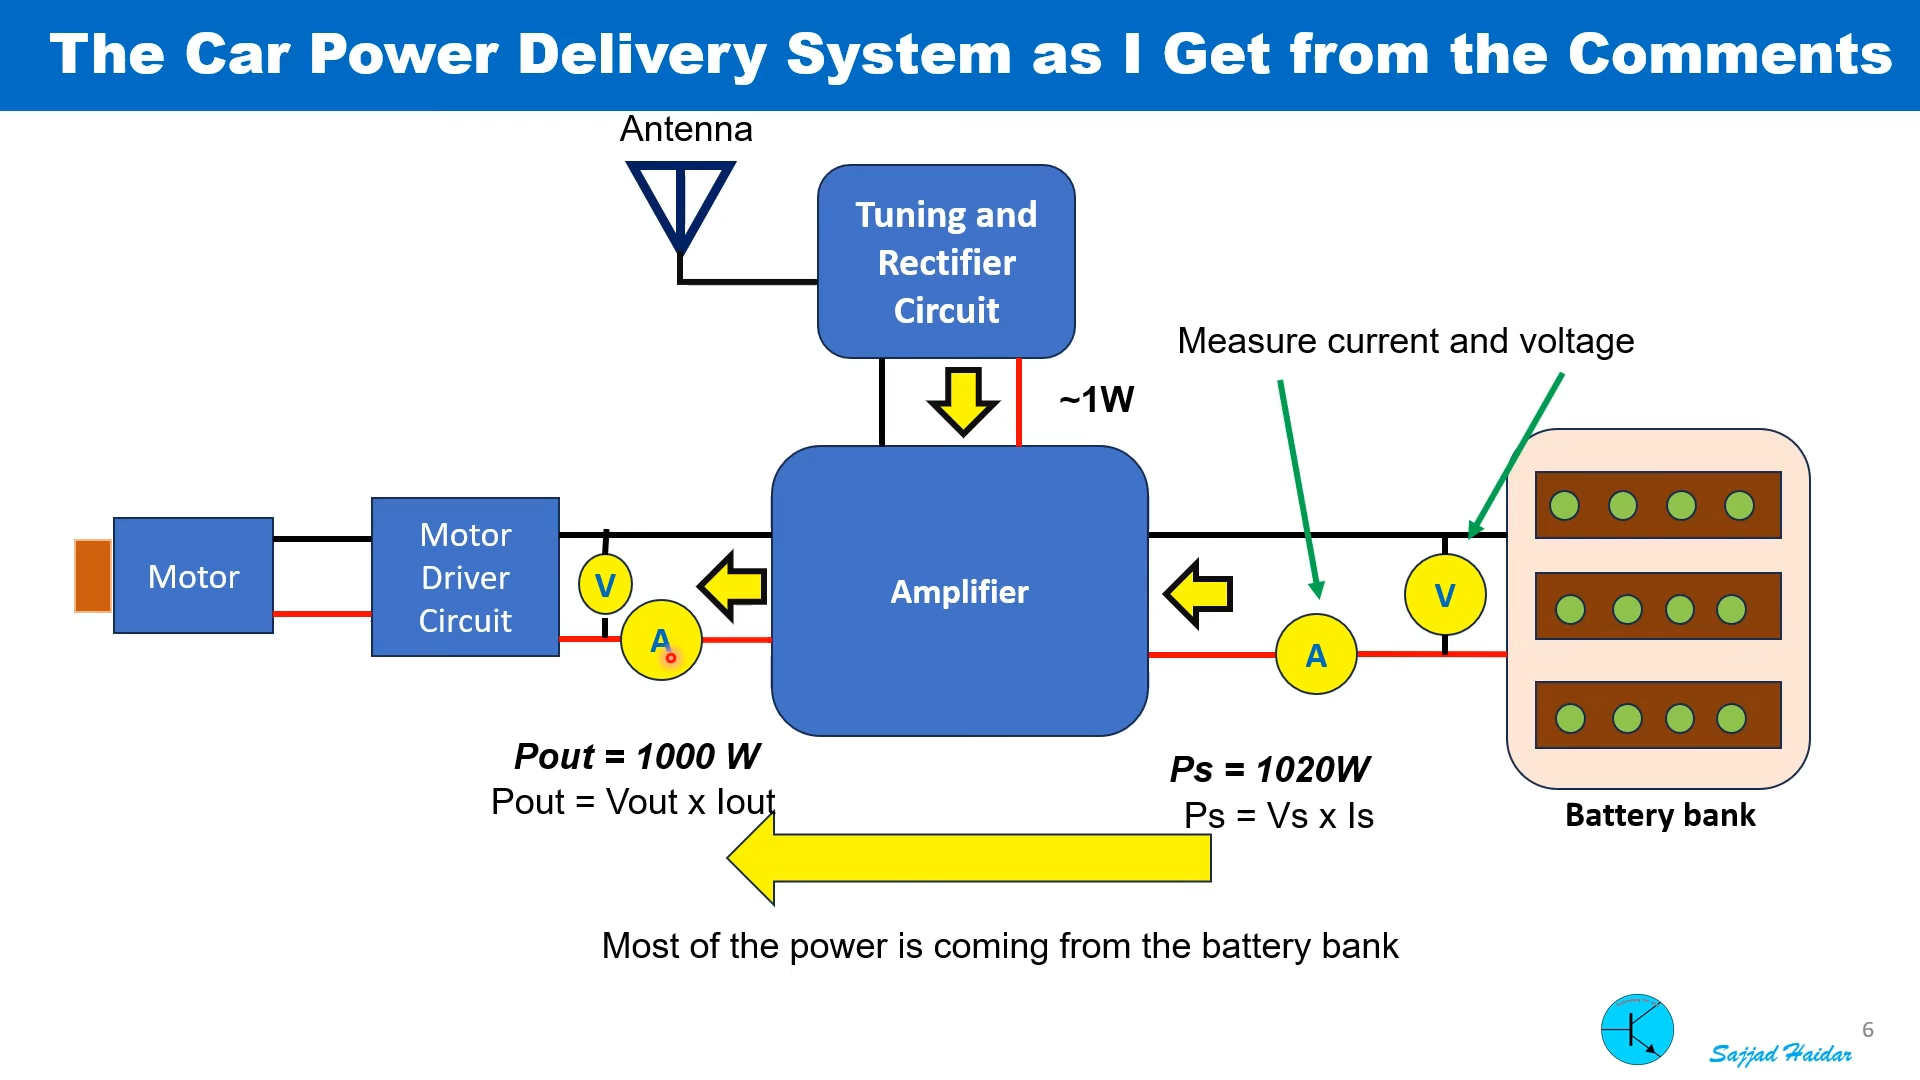 The Car Power Delivery System as I Get from the Comments
Antenna
Tuning and
Rectifier
Circuit
Measure current and voltage
~1W
Motor
Motor
Driver
Circuit
V
A
Amplifier
V
A
Pout = 1000 W
Pout = Vout x Iout
Ps = 1020W
Ps = Vs x Is
Battery bank
Most of the power is coming from the battery bank
Sajjad Haidar
6